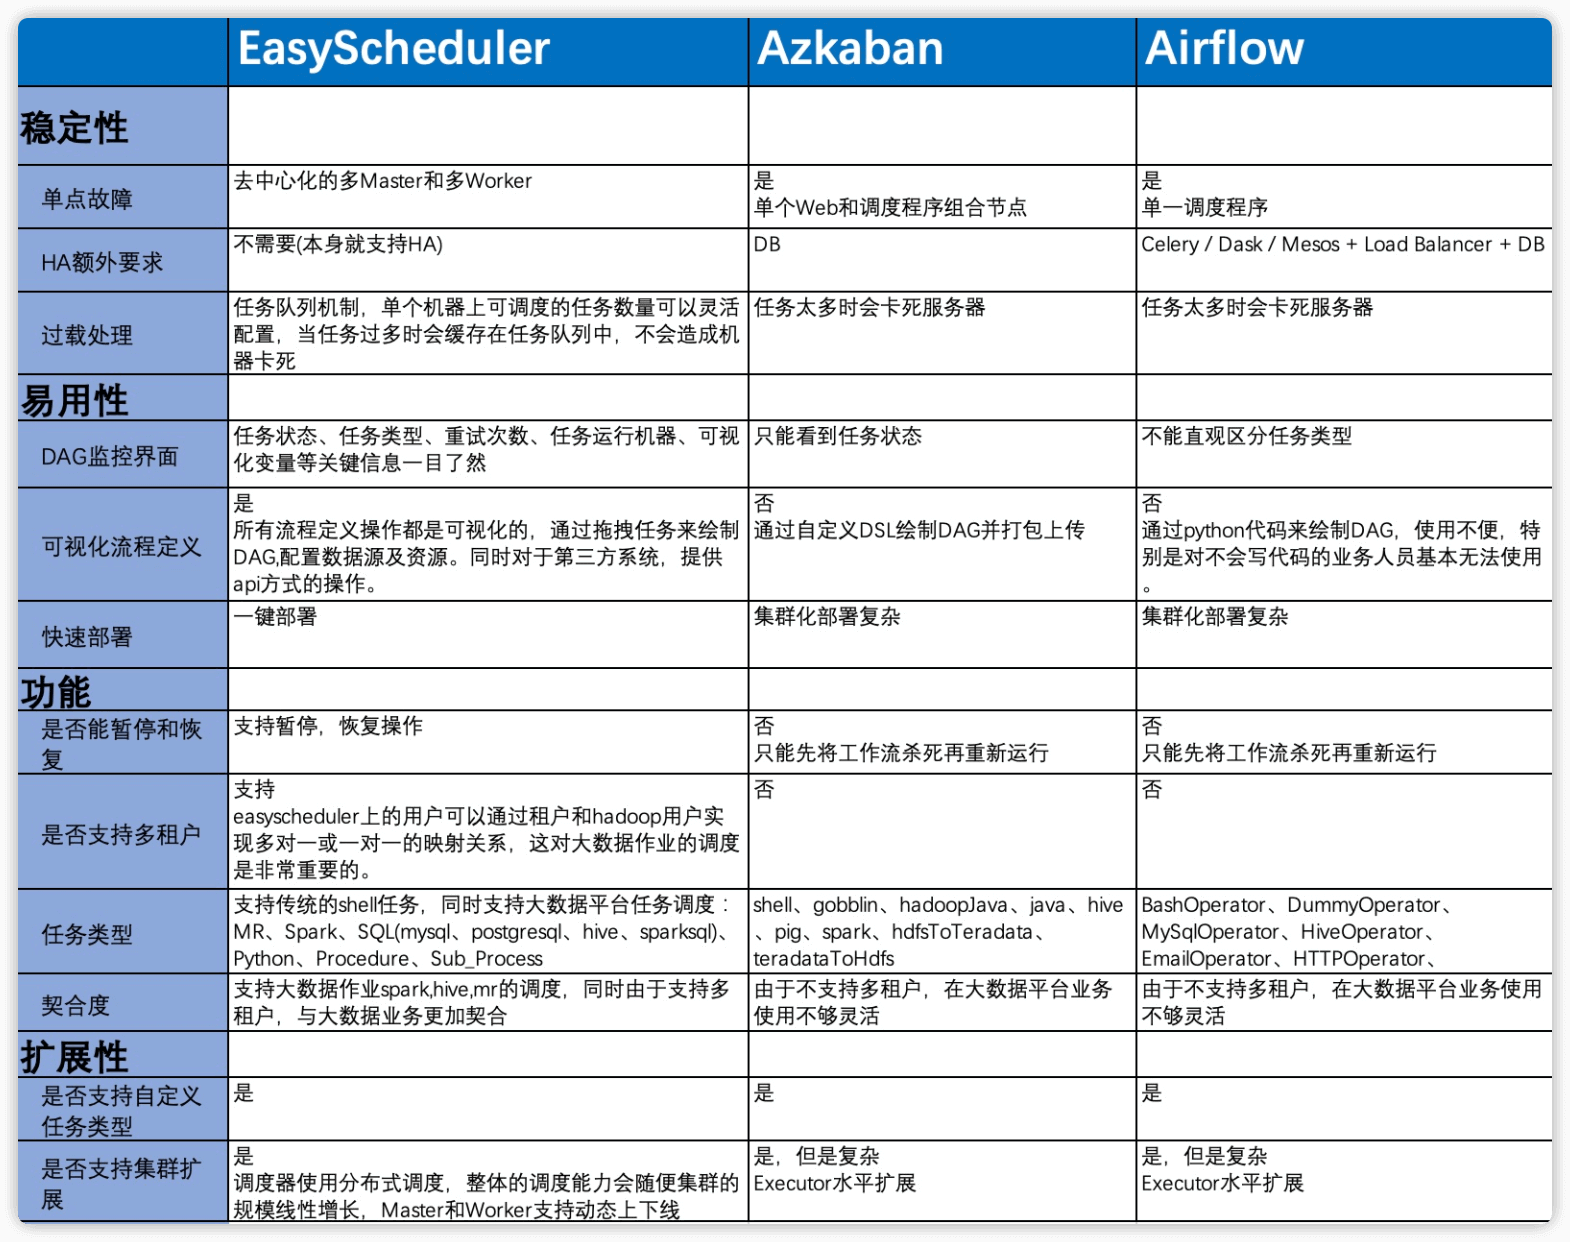 EasyScheduler
Azkaban
Airflow
稳定性
单点故障
去中心化的多Master和多Worker
是
单个Web和调度程序组合节点
是
单一调度程序
HA额外要求
不需要(本身就支持HA)
DB
Celery / Dask / Mesos + Load Balancer + DB
过载处理
任务队列机制，单个机器上可调度的任务数量可以灵活
配置，当任务过多时会缓存在任务队列中，不会造成机
器卡死
任务太多时会卡死服务器
任务太多时会卡死服务器
易用性
DAG监控界面
任务状态、任务类型、重试次数、任务运行机器、可视
化变量等关键信息一目了然
只能看到任务状态
不能直观区分任务类型
可视化流程定义
是
所有流程定义操作都是可视化的，通过拖拽任务来绘制
DAG,配置数据源及资源。同时对于第三方系统，提供
api方式的操作。
否
通过自定义DSL绘制DAG并打包上传
否
通过python代码来绘制DAG，使用不便，特
别是对不会写代码的业务人员基本无法使用
。
快速部署
一键部署
集群化部署复杂
集群化部署复杂
功能
是否能暂停和恢
复
支持暂停，恢复操作
否
只能先将工作流杀死再重新运行
否
只能先将工作流杀死再重新运行
是否支持多租户
支持
easyscheduler上的用户可以通过租户和hadoop用户实
现多对一或一对一的映射关系，这对大数据作业的调度
是非常重要的。
否
否
任务类型
支持传统的shell任务，同时支持大数据平台任务调度：
MR、Spark、SQL(mysql、postgresql、hive、sparksql)、
Python、Procedure、Sub_Process
shell、gobblin、hadoopJava、java、hive
、pig、spark、hdfsToTeradata、
teradataToHdfs
BashOperator、DummyOperator、
MySqlOperator、HiveOperator、
EmailOperator、HTTPOperator、
契合度
支持大数据作业spark,hive,mr的调度，同时由于支持多
租户，与大数据业务更加契合
由于不支持多租户，在大数据平台业务
使用不够灵活
由于不支持多租户，在大数据平台业务使用
不够灵活
扩展性
是否支持自定义
任务类型
是
是
是
是否支持集群扩
展
是
调度器使用分布式调度，整体的调度能力会随便集群的
规模线性增长，Master和Worker支持动态上下线
是，但是复杂
Executor水平扩展
是，但是复杂
Executor水平扩展